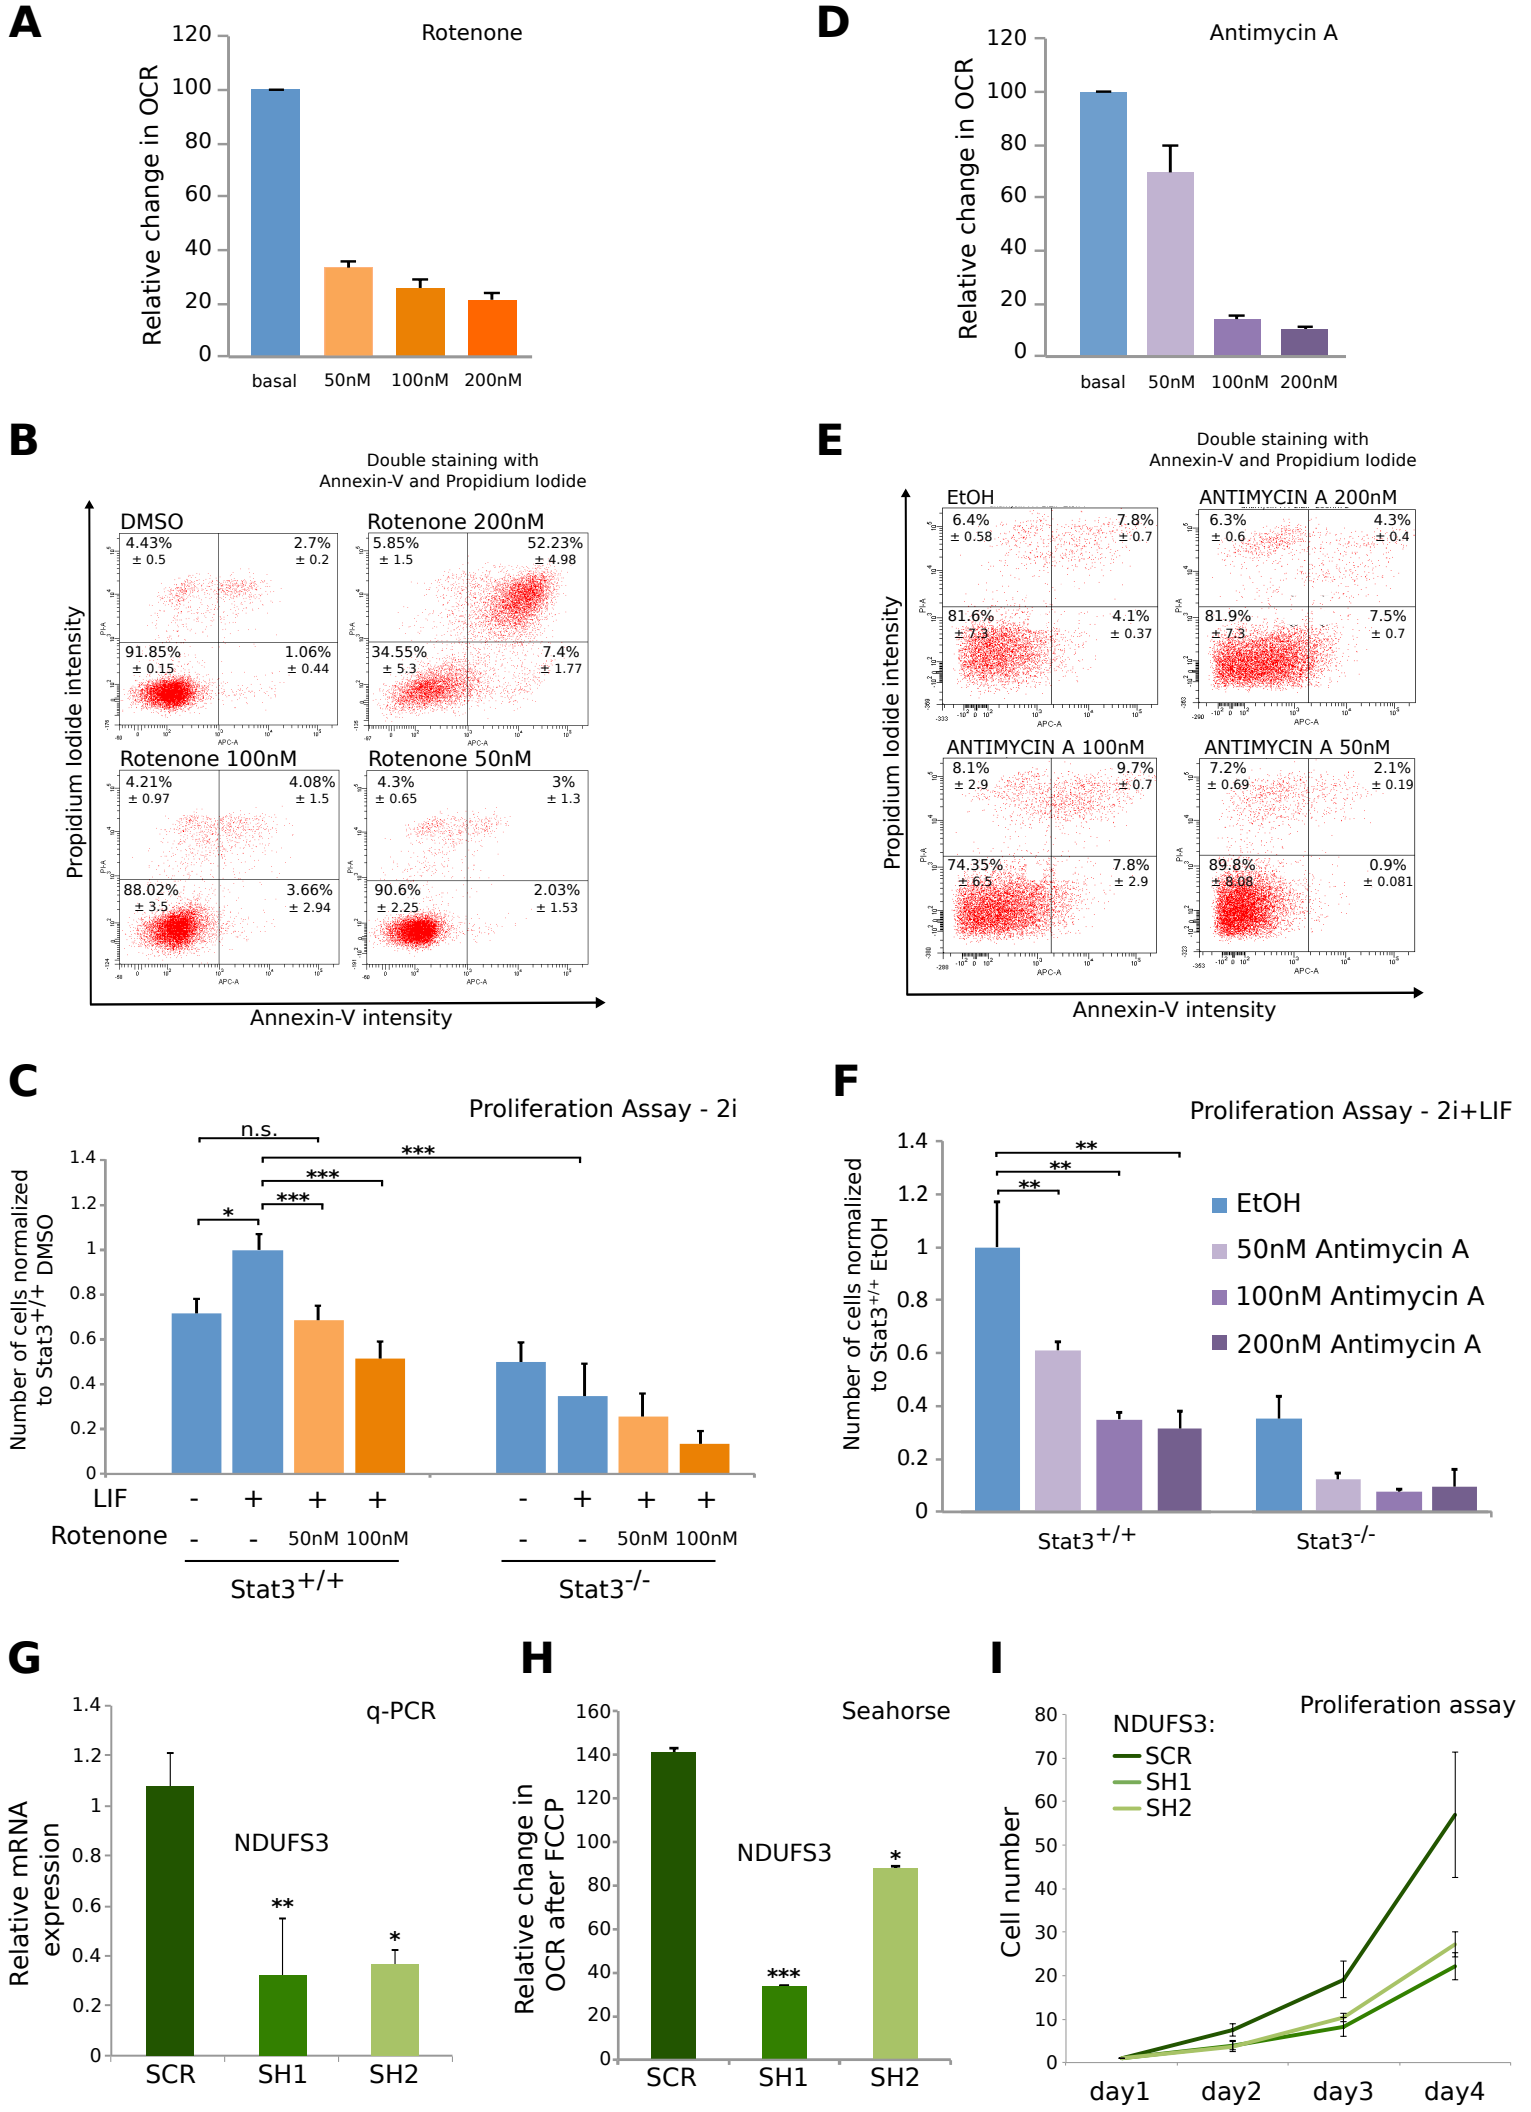 A
Rotenone
Relative change in OCR
120
100
80
60
40
20
0
basal 50nM 100nM 200nM
D
Antimycin A
Relative change in OCR
120
100
80
60
40
20
0
basal 50nM 100nM 200nM
B
Double staining with
Annexin-V and Propidium Iodide
Propidium Iodide intensity
DMSO
4.43%
± 0.5
2.7%
± 0.2
91.85%
± 0.15
1.06%
± 0.44
PI-A
APC-A
Rotenone 200nM
5.85%
± 1.5
52.23%
± 4.98
34.55%
± 5.3
7.4%
± 1.77
PI-A
APC-A
Rotenone 100nM
4.21%
± 0.97
4.08%
± 1.5
88.02%
± 3.5
3.66%
± 2.94
PI-A
APC-A
Rotenone 50nM
4.3%
± 0.65
3%
± 1.3
90.6%
± 2.25
2.03%
± 1.53
PI-A
APC-A
Annexin-V intensity
E
Double staining with
Annexin-V and Propidium Iodide
Propidium Iodide intensity
EtOH
6.4%
± 0.58
7.8%
± 0.7
81.6%
± 7.3
4.1%
± 0.37
PI-A
APC-A
ANTIMYCIN A 200nM
6.3%
± 0.6
4.3%
± 0.4
81.9%
± 7.3
7.5%
± 0.7
PI-A
APC-A
ANTIMYCIN A 100nM
8.1%
± 2.9
9.7%
± 0.7
74.35%
± 6.5
7.8%
± 2.9
PI-A
APC-A
ANTIMYCIN A 50nM
7.2%
± 0.69
2.1%
± 0.19
89.8%
± 8.08
0.9%
± 0.081
PI-A
APC-A
Annexin-V intensity
C
Proliferation Assay - 2i
Number of cells normalized
to Stat3+/+ DMSO
1.4
1.2
1
0.8
0.6
0.4
0.2
0
n.s.
***
***
***
*
LIF - + + + - + + +
Rotenone - - 50nM 100nM - - 50nM 100nM
Stat3+/+ Stat3-/-
F
Proliferation Assay - 2i+LIF
Number of cells normalized
to Stat3+/+ EtOH
1.4
1.2
1
0.8
0.6
0.4
0.2
0
**
**
**
EtOH
50nM Antimycin A
100nM Antimycin A
200nM Antimycin A
Stat3+/+ Stat3-/-
G
q-PCR
Relative mRNA
expression
1.4
1.2
1
0.8
0.6
0.4
0.2
0
NDUFS3
**
*
SCR SH1 SH2
H
Seahorse
Relative change in
OCR after FCCP
160
140
120
100
80
60
40
20
0
NDUFS3
***
*
SCR SH1 SH2
I
Proliferation assay
Cell number
80
70
60
50
40
30
20
10
0
NDUFS3:
SCR
SH1
SH2
day1 day2 day3 day4